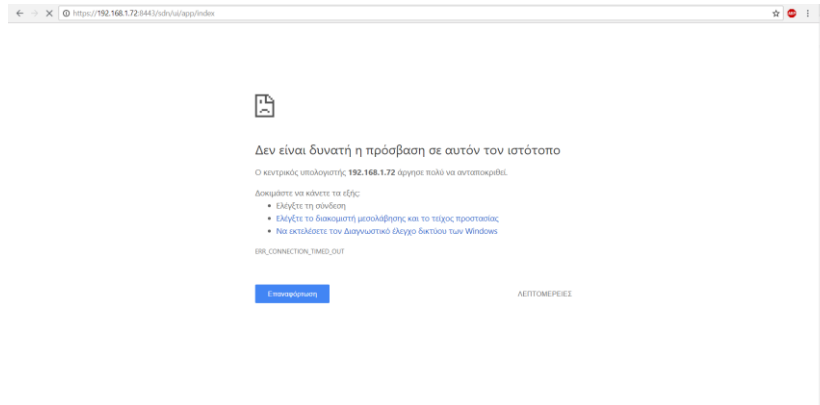 https://192.168.1.72:8443/sdn/ui/app/index
Δεν είναι δυνατή η πρόσβαση σε αυτόν τον ιστότοπο
Ο κεντρικός υπολογιστής 192.168.1.72 άργησε πολύ να ανταποκριθεί.
Δοκιμάστε να κάνετε τα εξής:
Ελέγξτε τη σύνδεση
Ελέγξτε το διακομιστή μεσολάβησης και το τείχος προστασίας
Να εκτελέσετε τον Διαγνωστικό έλεγχο δικτύου των Windows
ERR_CONNECTION_TIMED_OUT
Επαναφόρτωση
ΛΕΠΤΟΜΕΡΕΙΕΣ